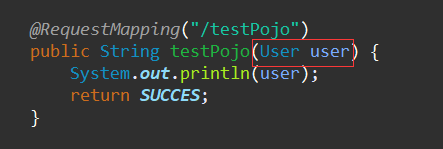 @RequestMapping("/testPojo")
public String testPojo(User user) {
System.out.println(user);
return SUCCES;
}